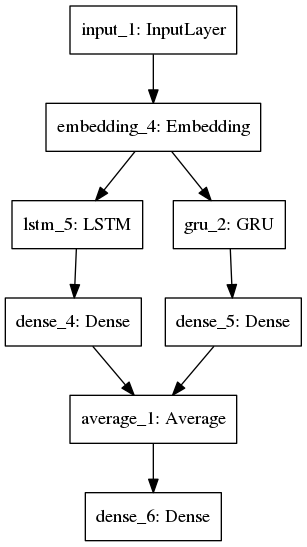 input_1: InputLayer
embedding_4: Embedding
lstm_5: LSTM
gru_2: GRU
dense_4: Dense
dense_5: Dense
average_1: Average
dense_6: Dense